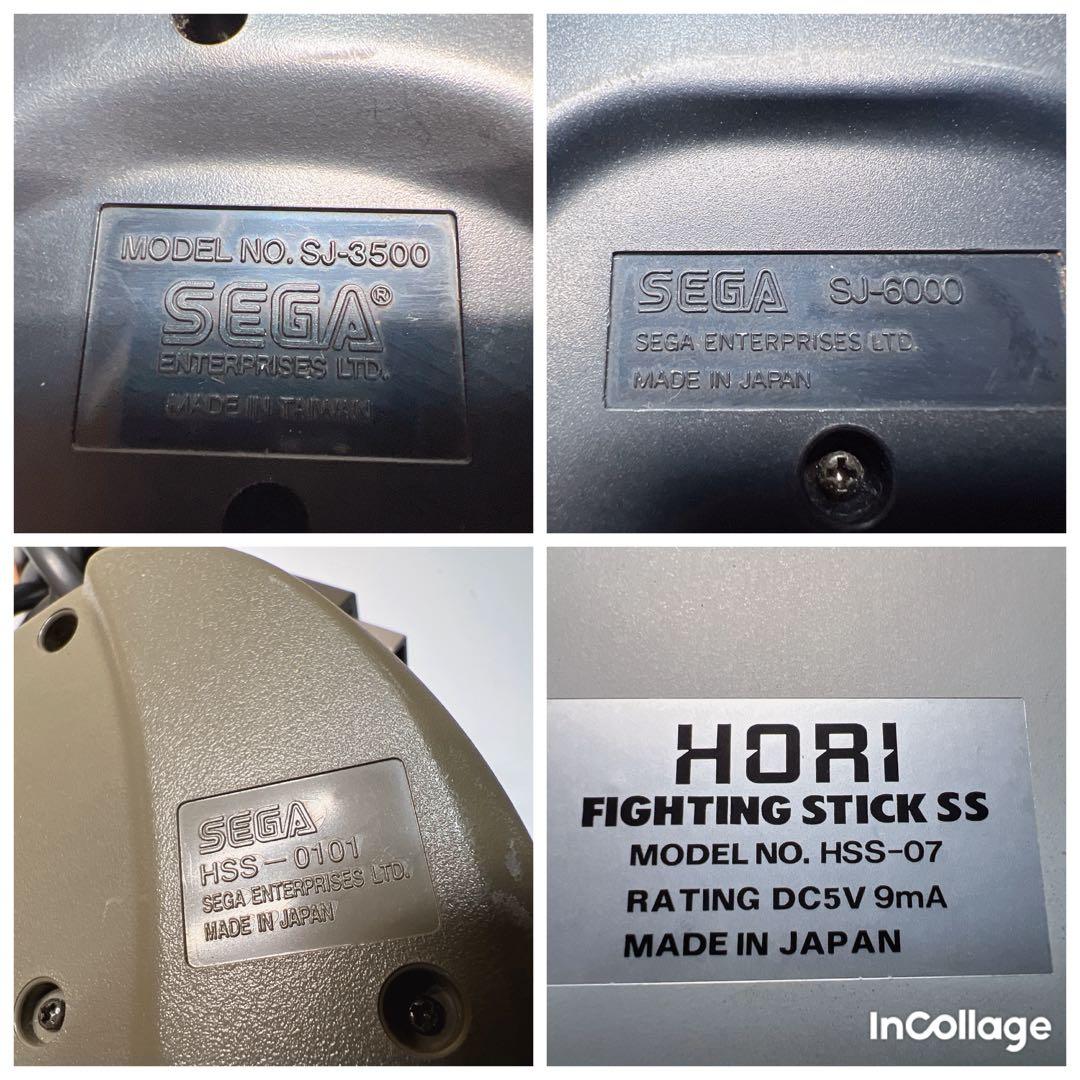 MODEL NO. SJ-3500
SEGA®
ENTERPRISES LTD.
MADE IN TAIWAN
SEGA SJ-6000
SEGA ENTERPRISES LTD.
MADE IN JAPAN
SEGA
HSS-0101
SEGA ENTERPRISES LTD.
MADE IN JAPAN
HORI
FIGHTING STICK SS
MODEL NO. HSS-07
RATING DC5V 9mA
MADE IN JAPAN
InCollage